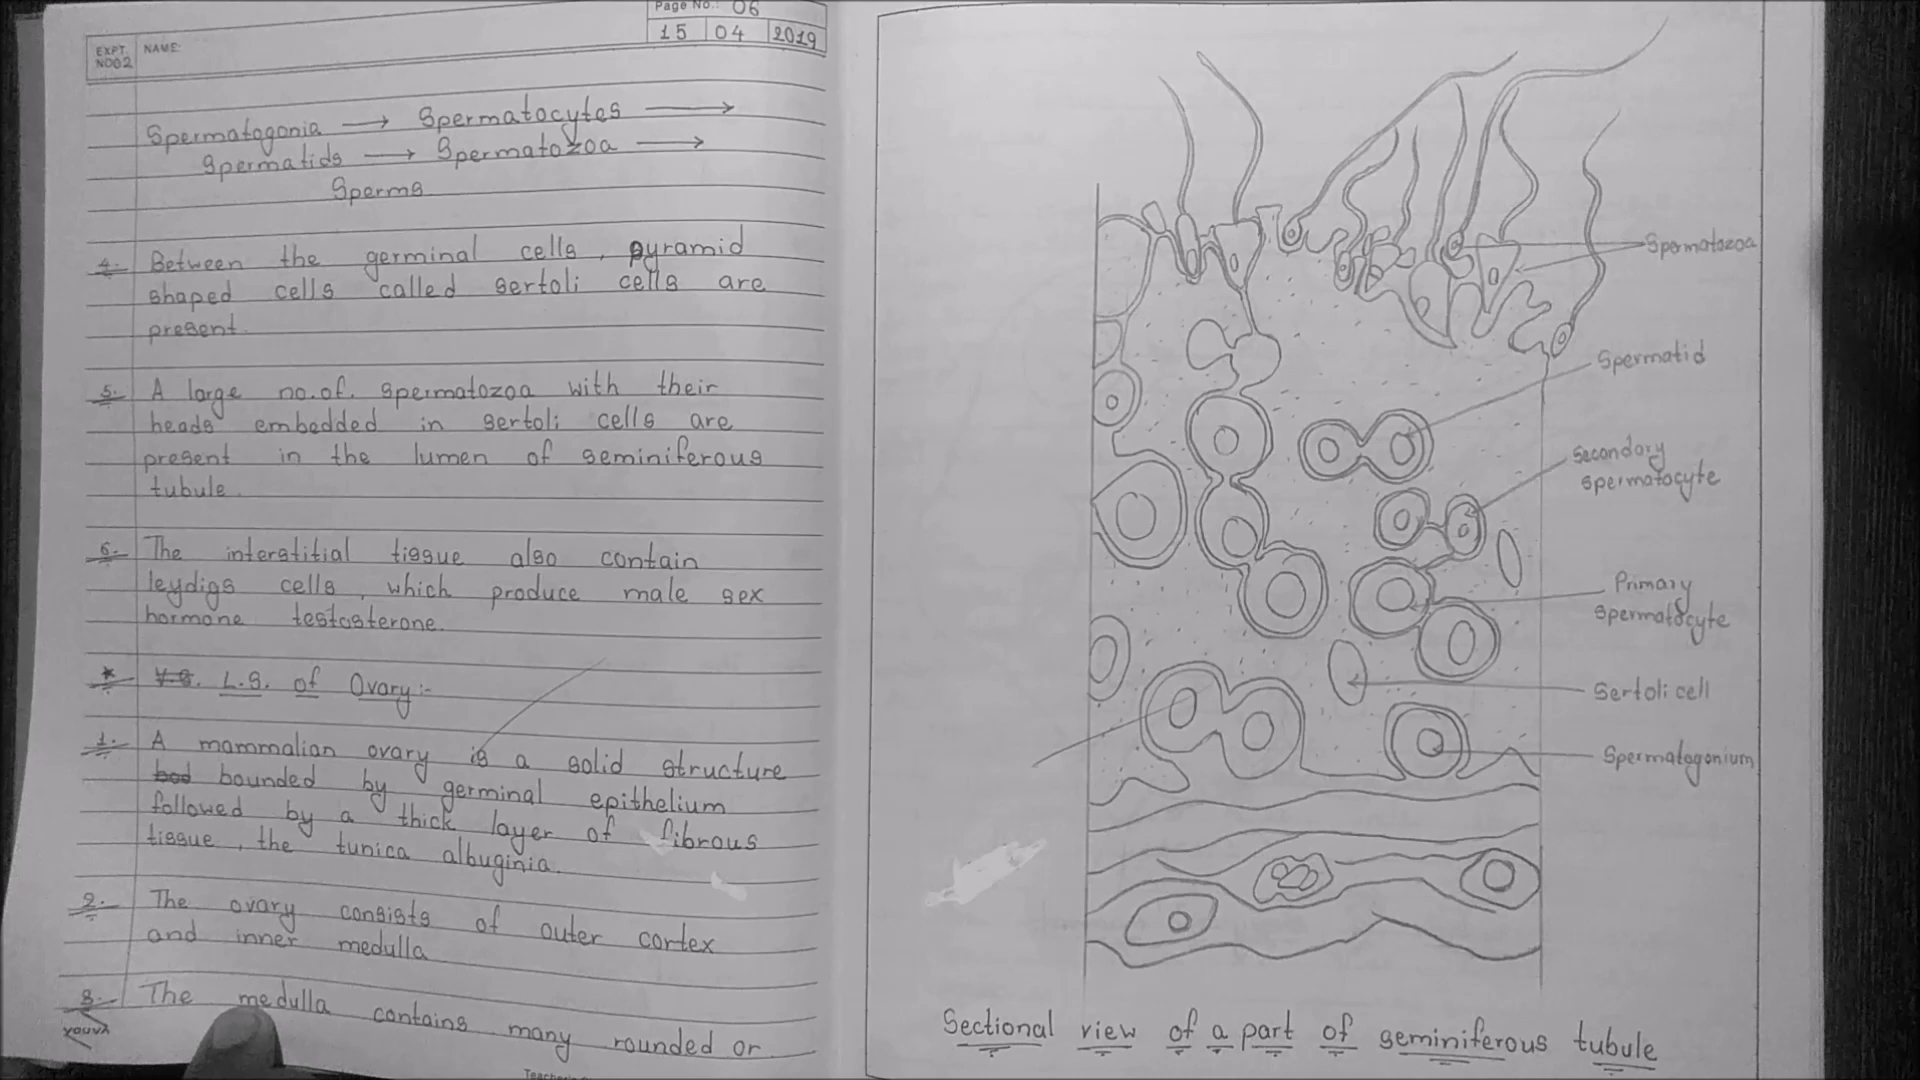 Page No.: 06
15 04 2019
EXPT. NO02 NAME:
Spermatogonia → Spermatocytes →
Spermatids → Spermatozoa →
Sperms
4. Between the germinal cells, pyramid
shaped cells called sertoli cells are
present.
5. A large no.of. spermatozoa with their
heads embedded in sertoli cells are
present in the lumen of seminiferous
tubule.
6. The interstitial tissue also contain
leydigs cells, which produce male sex
hormone testosterone.
* V.S. L.S. of Ovary:-
1. A mammalian ovary is a solid structure
bod bounded by germinal epithelium
followed by a thick layer of fibrous
tissue, the tunica albuginia.
2. The ovary consists of outer cortex
and inner medulla
3. The medulla contains many rounded or
youva
Spermatozoa
Spermatid
Secondory
spermatocyte
Primary
spermatocyte
Sertoli cell
Spermatogonium
Sectional view of a part of seminiferous tubule